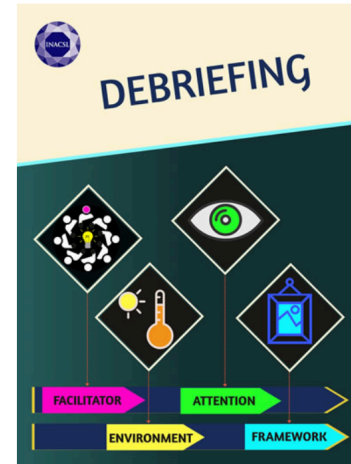 INACSL
DEBRIEFING
FACILITATOR
ATTENTION
ENVIRONMENT
FRAMEWORK